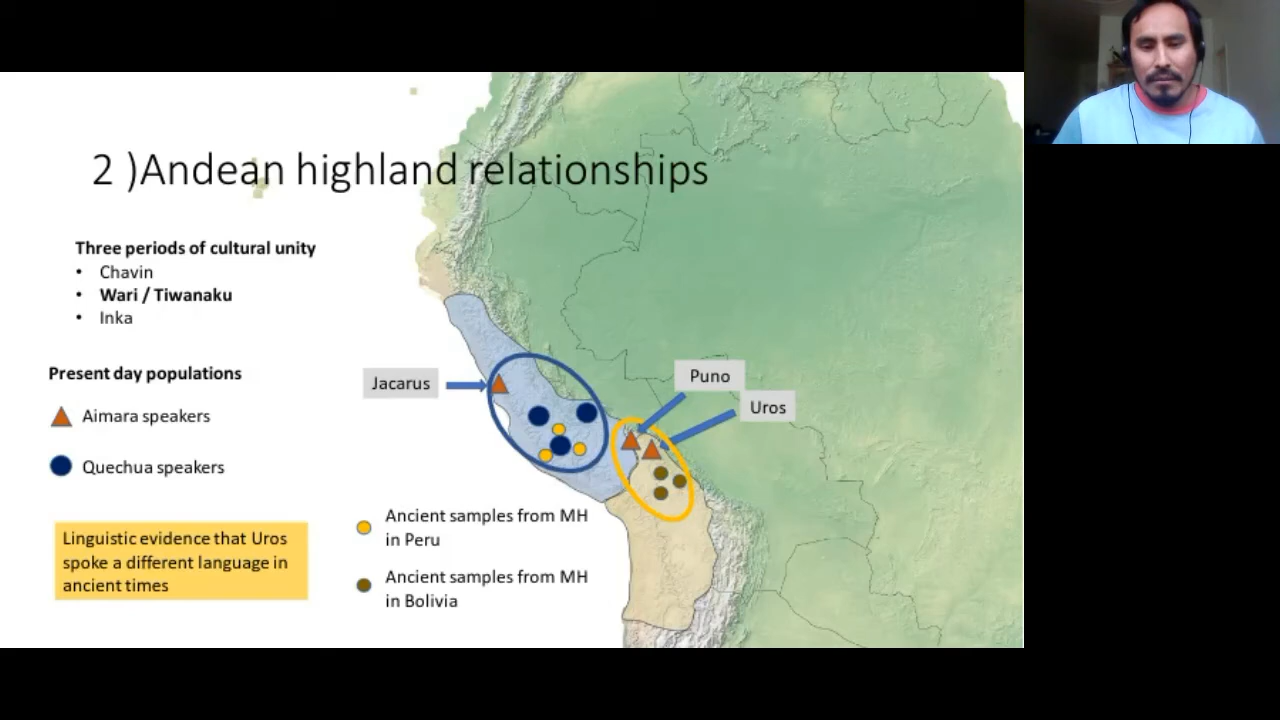 2 )Andean highland relationships
Three periods of cultural unity
• Chavin
• Wari / Tiwanaku
• Inka
Present day populations
Aimara speakers
Quechua speakers
Linguistic evidence that Uros
spoke a different language in
ancient times
Jacarus
Puno
Uros
Ancient samples from MH
in Peru
Ancient samples from MH
in Bolivia